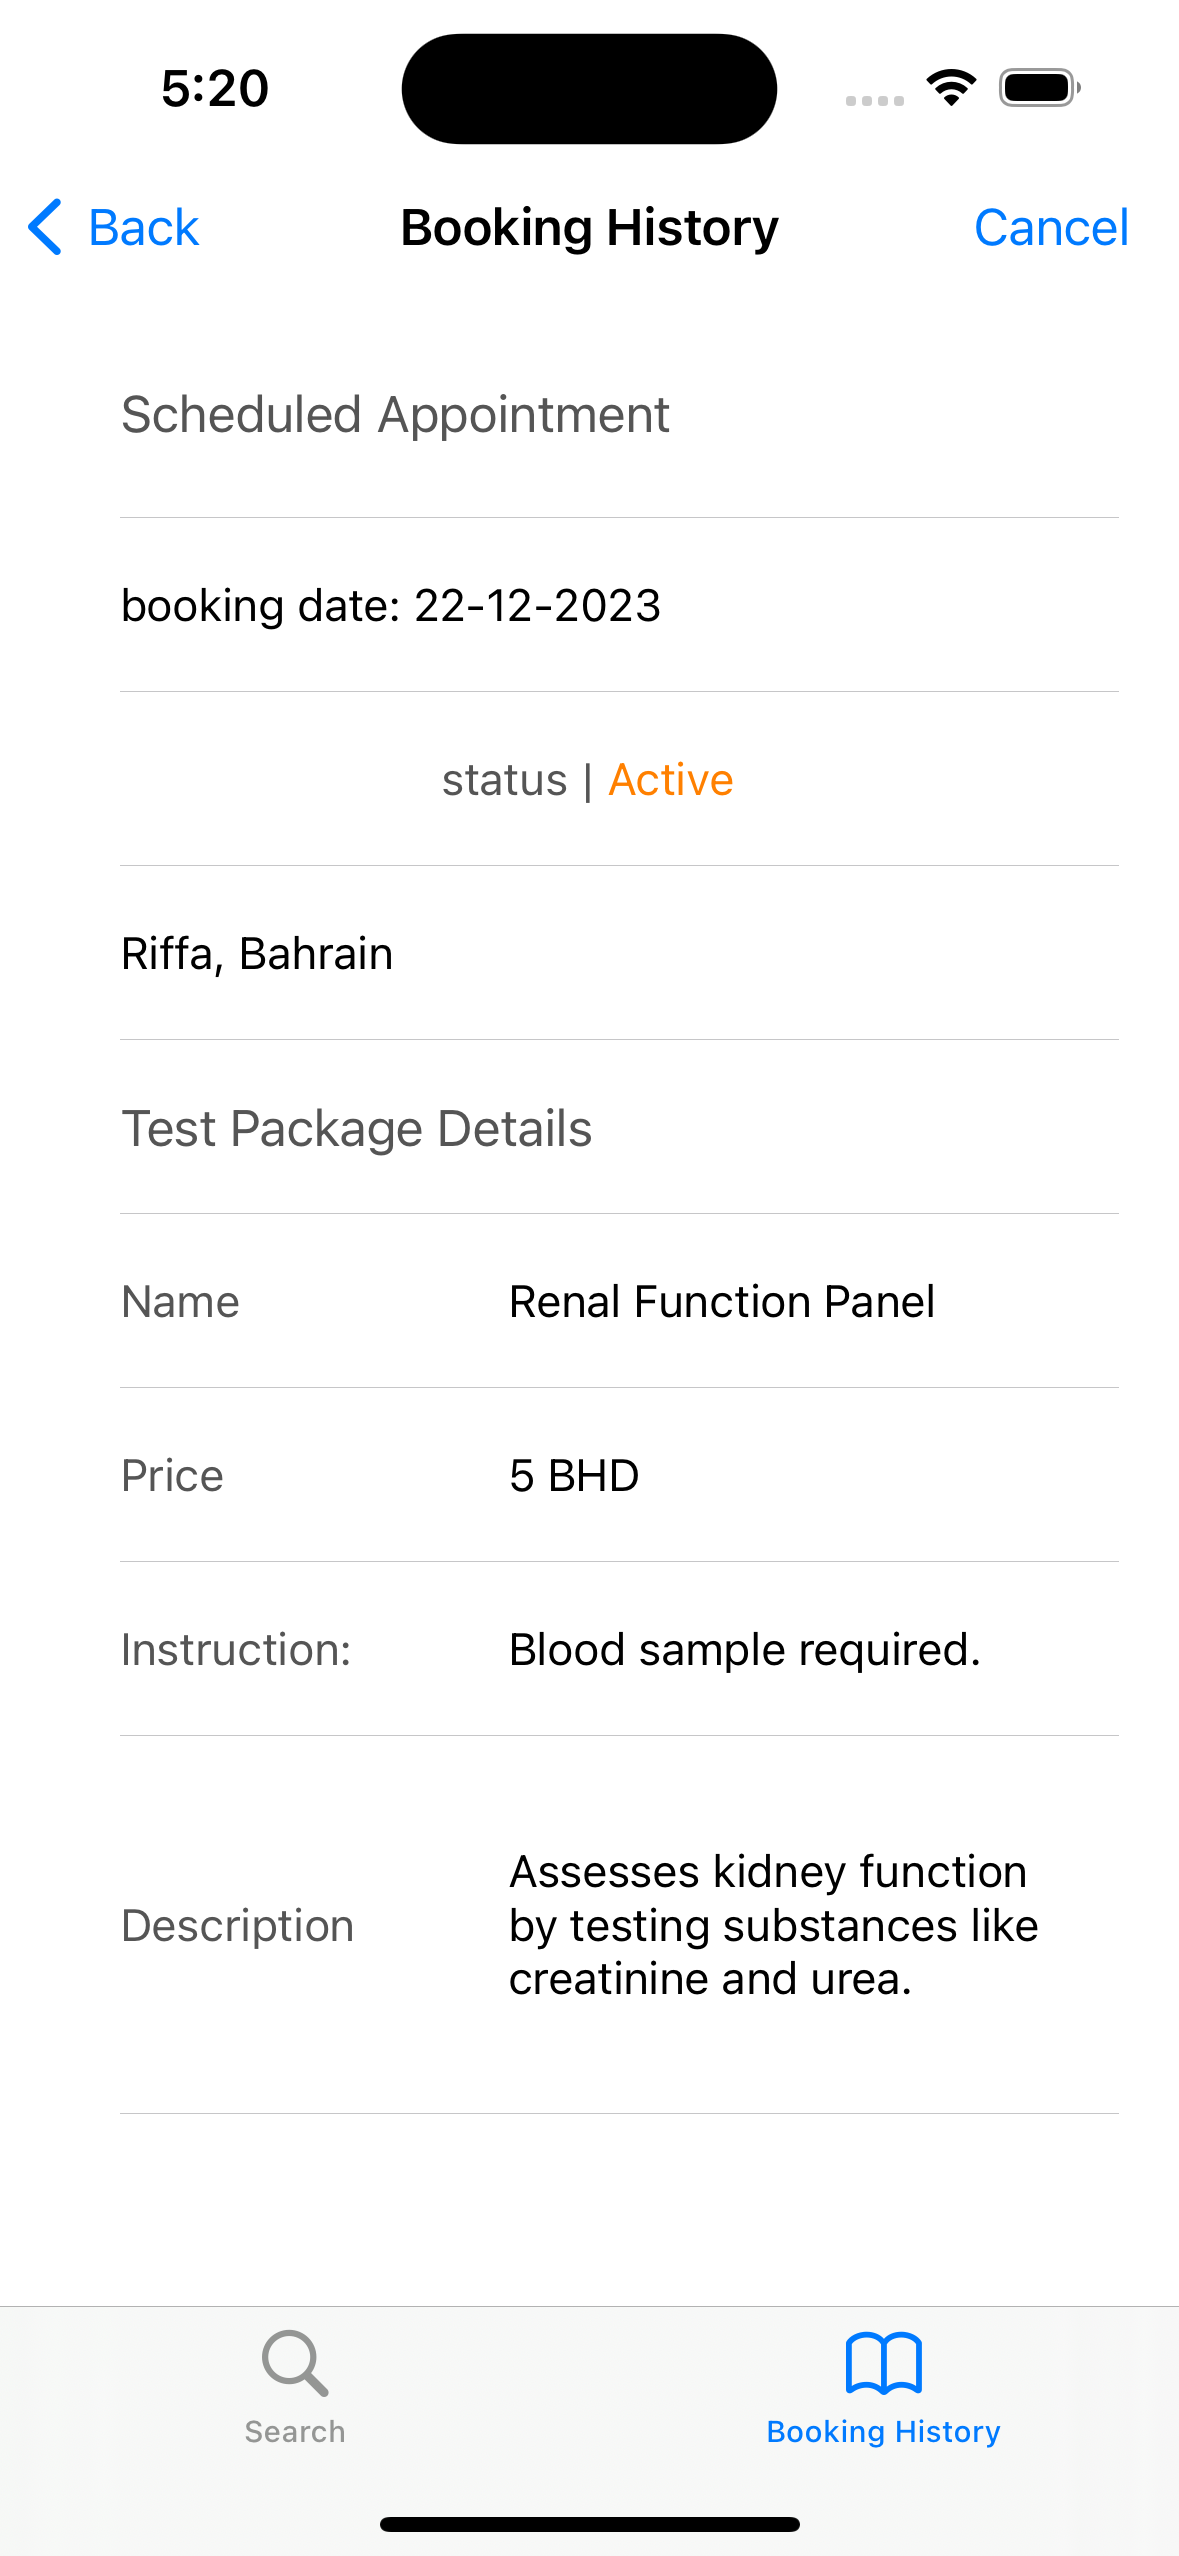 5:20
Back
Booking History
Cancel
Scheduled Appointment
booking date: 22-12-2023
status | Active
Riffa, Bahrain
Test Package Details
Name
Renal Function Panel
Price
5 BHD
Instruction:
Blood sample required.
Description
Assesses kidney function
by testing substances like
creatinine and urea.
Search
Booking History